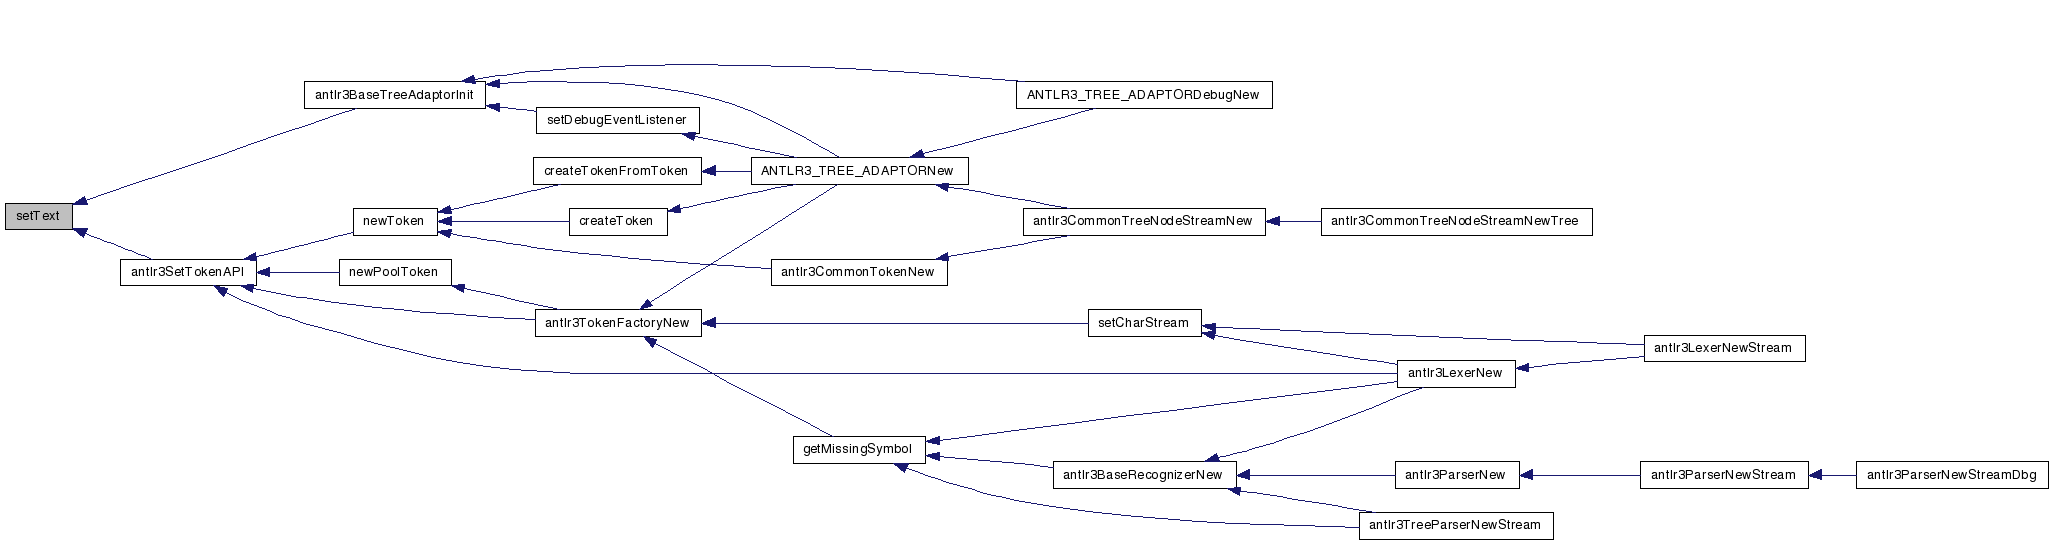 antlr3BaseTreeAdaptorInit
ANTLR3_TREE_ADAPTORDebugNew
setDebugEventListener
createTokenFromToken
ANTLR3_TREE_ADAPTORNew
setText
newToken
createToken
antlr3CommonTreeNodeStreamNew
antlr3CommonTreeNodeStreamNewTree
antlr3SetTokenAPI
newPoolToken
antlr3CommonTokenNew
antlr3TokenFactoryNew
setCharStream
antlr3LexerNewStream
antlr3LexerNew
getMissingSymbol
antlr3BaseRecognizerNew
antlr3ParserNew
antlr3ParserNewStream
antlr3ParserNewStreamDbg
antlr3TreeParserNewStream